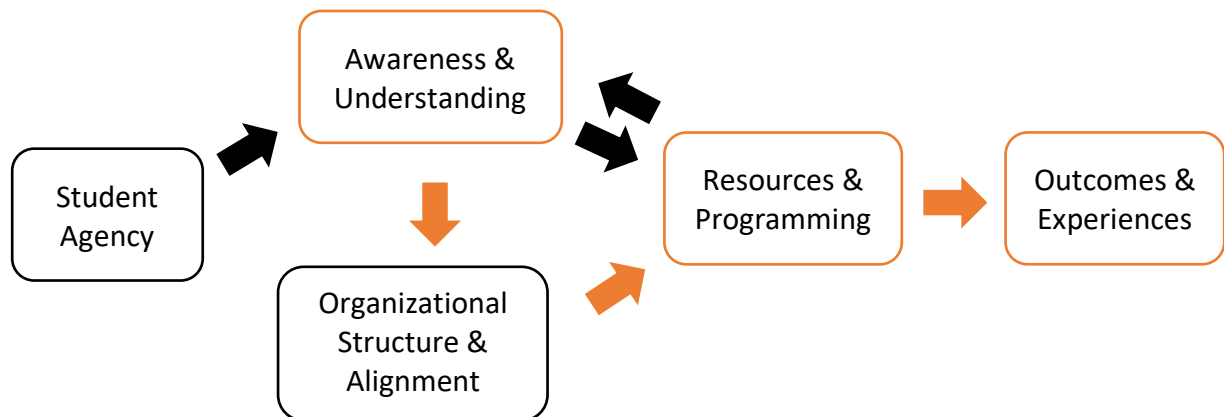 Student
Agency
Awareness &
Understanding
Organizational
Structure &
Alignment
Resources &
Programming
Outcomes &
Experiences